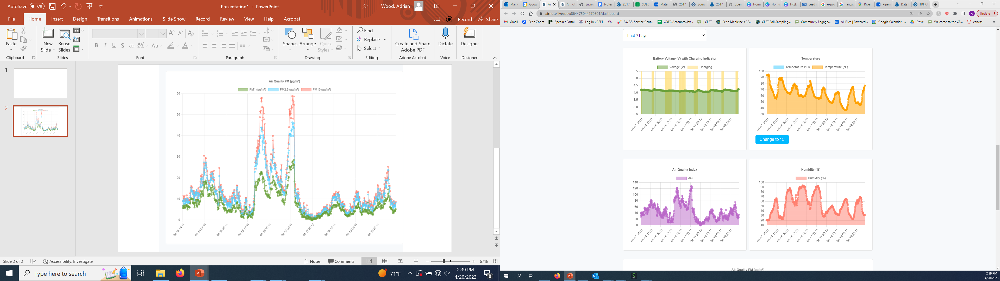 AutoSave Off
Presentation1 - PowerPoint
Wood, Adrian
File Home Insert Design Transitions Animations Slide Show Record Review View Help Acrobat
Record Share
Paste
New Slide
Reuse Slides
Find
Replace
Select
Shapes Arrange Quick Styles
Create and Share Adobe PDF
Dictate
Designer
Clipboard Slides Font Paragraph Drawing Editing Adobe Acrobat Voice Designer
1
2
Air Quality PM (µg/m³)
PM1 (µg/m³) PM2.5 (µg/m³) PM10 (µg/m³)
60
50
40
30
20
10
0
04-13 14:11 04-14 07:11 04-15 00:11 04-15 17:11 04-16 10:11 04-17 03:11 04-17 20:12 04-18 13:11 04-19 06:11 04-19 23:11
Slide 2 of 2 Accessibility: Investigate Notes Comments 67%
Type here to search
71°F
2:39 PM
4/20/2023
8
Mail Goog Airnot Enviro Notes 2017 COEC Mater 2017 Sourc 2017 upenn Home Home FREE Lead expos lanca River Pipeli Data TRI_C
airnote.live/dev:864475044270501/dashboard
Update
Gmail Penn Zoom Speaker Portal Log In ‹ CEET — W... E.&E.S. Service Cent... COEC Accounts.xlsx... | CEET Penn Medicine's CE... CEET Soil Sampling... Community Engage... All Files | Powered... Google Calendar -... Drive Welcome to the CE... canvas
Last 7 Days
Battery Voltage (V) with Charging Indicator
Voltage (V) Charging
5.5
5.0
4.5
4.0
3.5
3.0
2.5
04-13 14:11 04-14 07:11 04-15 00:11 04-15 17:11 04-16 10:11 04-17 03:11 04-17 20:12 04-18 13:11 04-19 06:11 04-19 23:11
Temperature
Temperature (°C) Temperature (°F)
100
90
80
70
60
50
40
30
04-13 14:11 04-14 07:11 04-15 00:11 04-15 17:11 04-16 10:11 04-17 03:11 04-17 20:12 04-18 13:11 04-19 06:11 04-19 23:11
Change to °C
Air Quality Index
AQI
140
120
100
80
60
40
20
0
04-13 14:11 04-14 07:11 04-15 00:11 04-15 17:11 04-16 10:11 04-17 03:11 04-17 20:12 04-18 13:11 04-19 06:11 04-19 23:11
Humidity (%)
Humidity (%)
100
90
80
70
60
50
40
30
20
10
04-13 14:11 04-14 07:11 04-15 00:11 04-15 17:11 04-16 10:11 04-17 03:11 04-17 20:12 04-18 13:11 04-19 06:11 04-19 23:11
Air Quality PM (µg/m³)
2:39 PM
4/20/2023